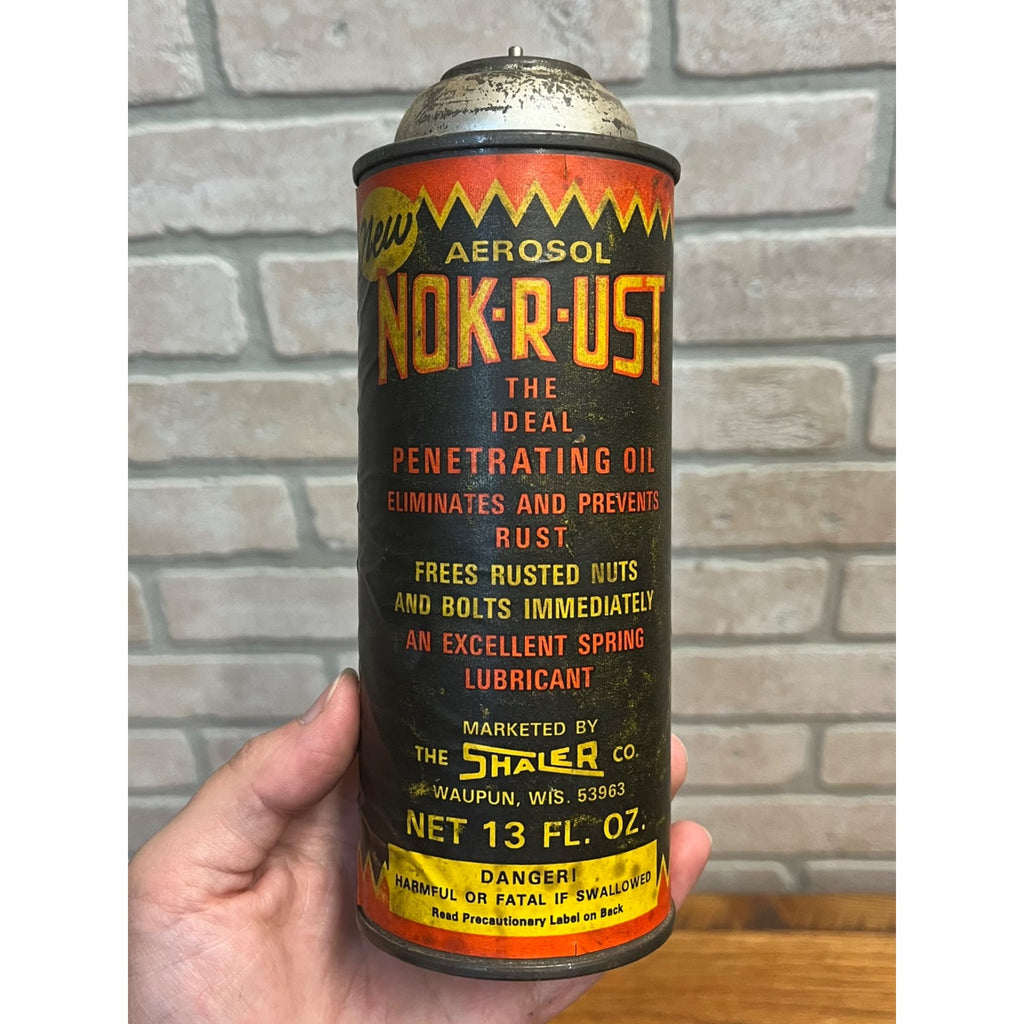 New
AEROSOL
NOK·R·UST
THE
IDEAL
PENETRATING OIL
ELIMINATES AND PREVENTS
RUST
FREES RUSTED NUTS
AND BOLTS IMMEDIATELY
AN EXCELLENT SPRING
LUBRICANT
MARKETED BY
THE SHALER CO.
WAUPUN, WIS. 53963
NET 13 FL. OZ.
DANGER!
HARMFUL OR FATAL IF SWALLOWED
Read Precautionary Label on Back